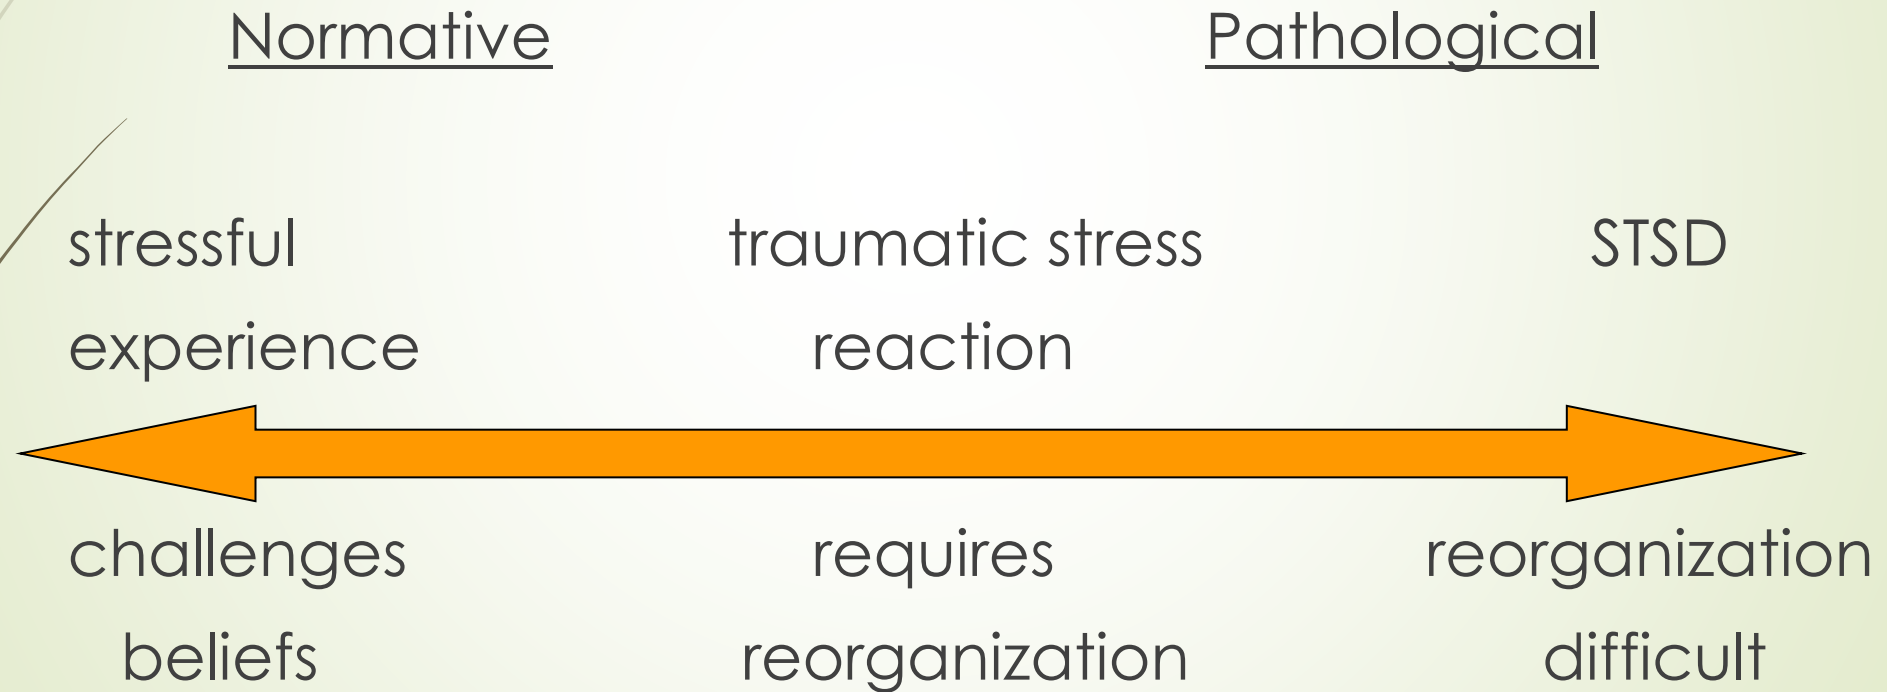 Normative Pathological
stressful traumatic stress STSD
experience reaction
challenges requires reorganization
beliefs reorganization difficult